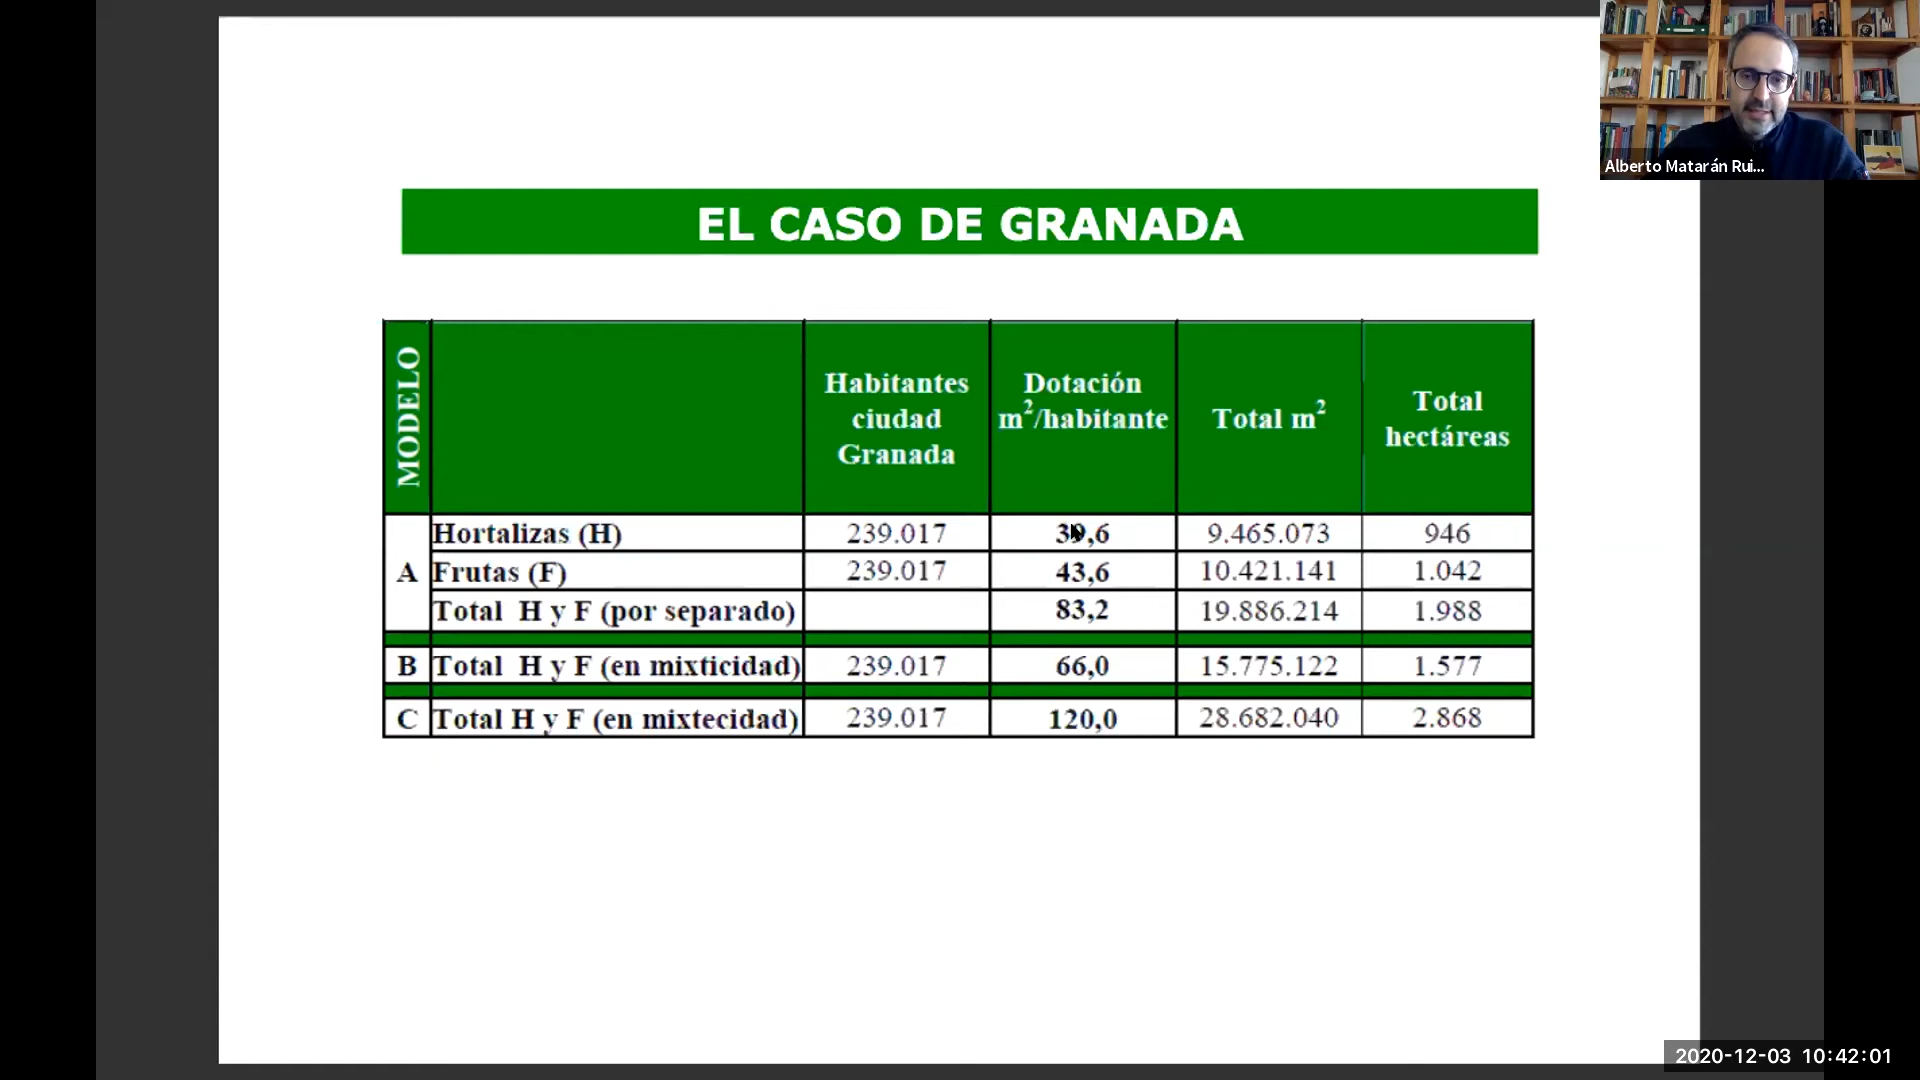 Alberto Matarán Rui...
EL CASO DE GRANADA
MODELO
Habitantes ciudad Granada
Dotación m²/habitante
Total m²
Total hectáreas
A
Hortalizas (H) 239.017 39,6 9.465.073 946
Frutas (F) 239.017 43,6 10.421.141 1.042
Total H y F (por separado) 83,2 19.886.214 1.988
B Total H y F (en mixticidad) 239.017 66,0 15.775.122 1.577
C Total H y F (en mixtecidad) 239.017 120,0 28.682.040 2.868
2020-12-03 10:42:01